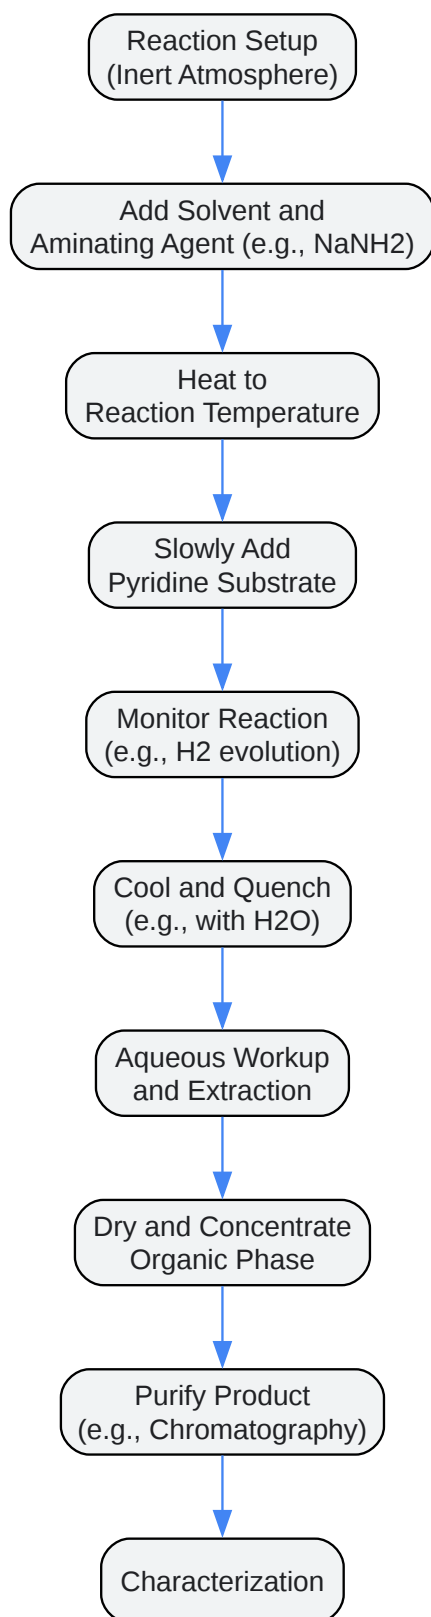 Reaction Setup
(Inert Atmosphere)
Add Solvent and
Aminating Agent (e.g., NaNH2)
Heat to
Reaction Temperature
Slowly Add
Pyridine Substrate
Monitor Reaction
(e.g., H2 evolution)
Cool and Quench
(e.g., with H2O)
Aqueous Workup
and Extraction
Dry and Concentrate
Organic Phase
Purify Product
(e.g., Chromatography)
Characterization